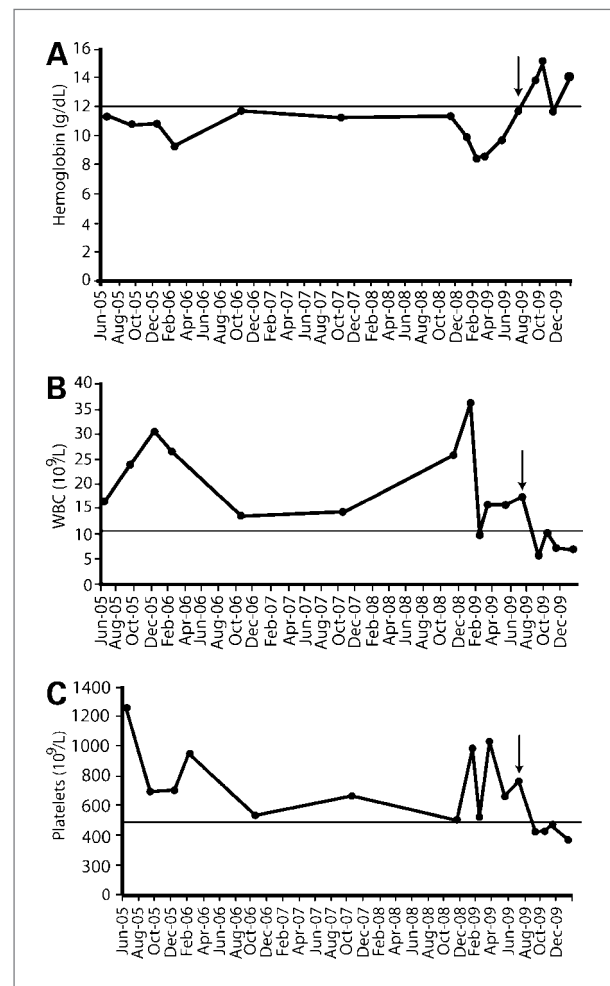 A
Hemoglobin (g/dL)
16
14
12
10
8
6
4
2
0
Jun-05
Aug-05
Oct-05
Dec-05
Feb-06
Apr-06
Jun-06
Aug-06
Oct-06
Dec-06
Feb-07
Apr-07
Jun-07
Aug-07
Oct-07
Dec-07
Feb-08
Apr-08
Jun-08
Aug-08
Oct-08
Dec-08
Feb-09
Apr-09
Jun-09
Aug-09
Oct-09
Dec-09
B
WBC (10⁹/L)
40
35
30
25
20
15
10
5
0
Jun-05
Aug-05
Oct-05
Dec-05
Feb-06
Apr-06
Jun-06
Aug-06
Oct-06
Dec-06
Feb-07
Apr-07
Jun-07
Aug-07
Oct-07
Dec-07
Feb-08
Apr-08
Jun-08
Aug-08
Oct-08
Dec-08
Feb-09
Apr-09
Jun-09
Aug-09
Oct-09
Dec-09
C
Platelets (10⁹/L)
1400
1200
1000
800
600
400
300
0
Jun-05
Aug-05
Oct-05
Dec-05
Feb-06
Apr-06
Jun-06
Aug-06
Oct-06
Dec-06
Feb-07
Apr-07
Jun-07
Aug-07
Oct-07
Dec-07
Feb-08
Apr-08
Jun-08
Aug-08
Oct-08
Dec-08
Feb-09
Apr-09
Jun-09
Aug-09
Oct-09
Dec-09